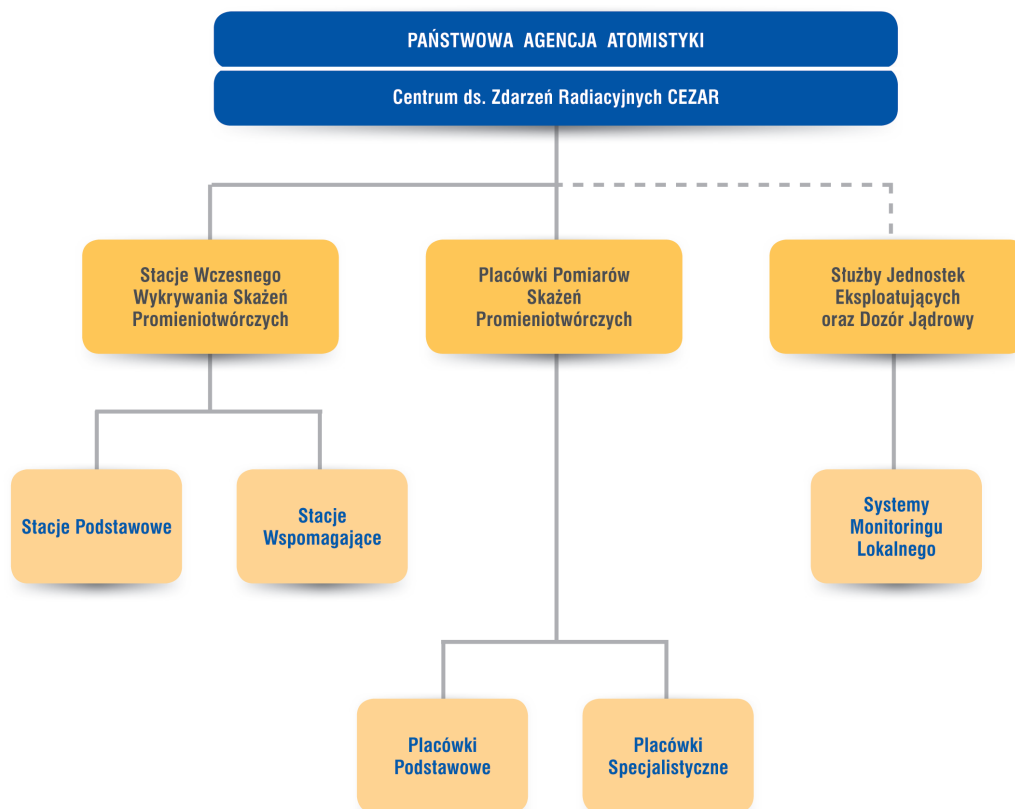 PAŃSTWOWA AGENCJA ATOMISTYKI
Centrum ds. Zdarzeń Radiacyjnych CEZAR
Stacje Wczesnego
Wykrywania Skażeń
Promieniotwórczych
Placówki Pomiarów
Skażeń
Promieniotwórczych
Służby Jednostek
Eksploatujących
oraz Dozór Jądrowy
Stacje Podstawowe
Stacje
Wspomagające
Systemy
Monitoringu
Lokalnego
Placówki
Podstawowe
Placówki
Specjalistyczne